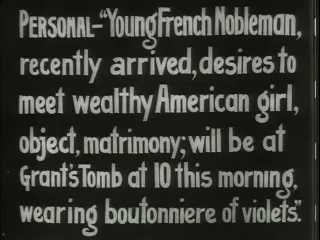 PERSONAL-"Young French Nobleman,
recently arrived, desires to
meet wealthy American girl,
object, matrimony; will be at
Grant's Tomb at 10 this morning,
wearing boutonniere of violets".